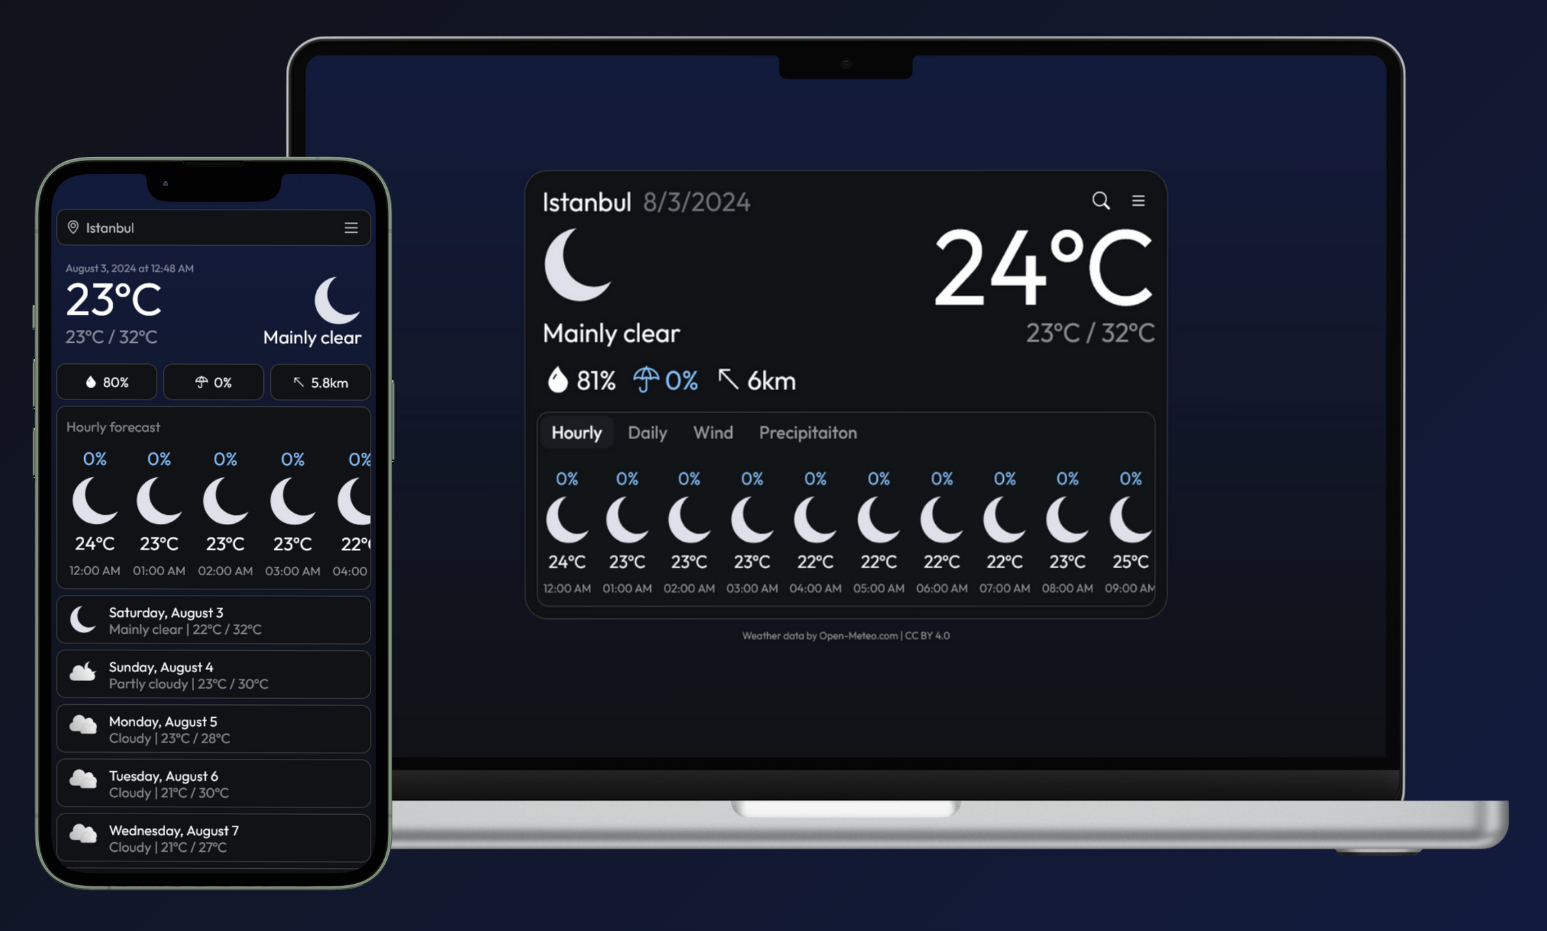 Istanbul
August 3, 2024 at 12:48 AM
23°C
23°C / 32°C
Mainly clear
80% 0% 5.8km
Hourly forecast
0% 0% 0% 0% 0%
24°C 23°C 23°C 23°C 22°
12:00 AM 01:00 AM 02:00 AM 03:00 AM 04:00
Saturday, August 3
Mainly clear | 22°C / 32°C
Sunday, August 4
Partly cloudy | 23°C / 30°C
Monday, August 5
Cloudy | 23°C / 28°C
Tuesday, August 6
Cloudy | 21°C / 30°C
Wednesday, August 7
Cloudy | 21°C / 27°C
Istanbul 8/3/2024
24°C
Mainly clear 23°C / 32°C
81% 0% 6km
Hourly Daily Wind Precipitaiton
0% 0% 0% 0% 0% 0% 0% 0% 0% 0%
24°C 23°C 23°C 23°C 22°C 22°C 22°C 22°C 23°C 25°C
12:00 AM 01:00 AM 02:00 AM 03:00 AM 04:00 AM 05:00 AM 06:00 AM 07:00 AM 08:00 AM 09:00 AM
Weather data by Open-Meteo.com | CC BY 4.0